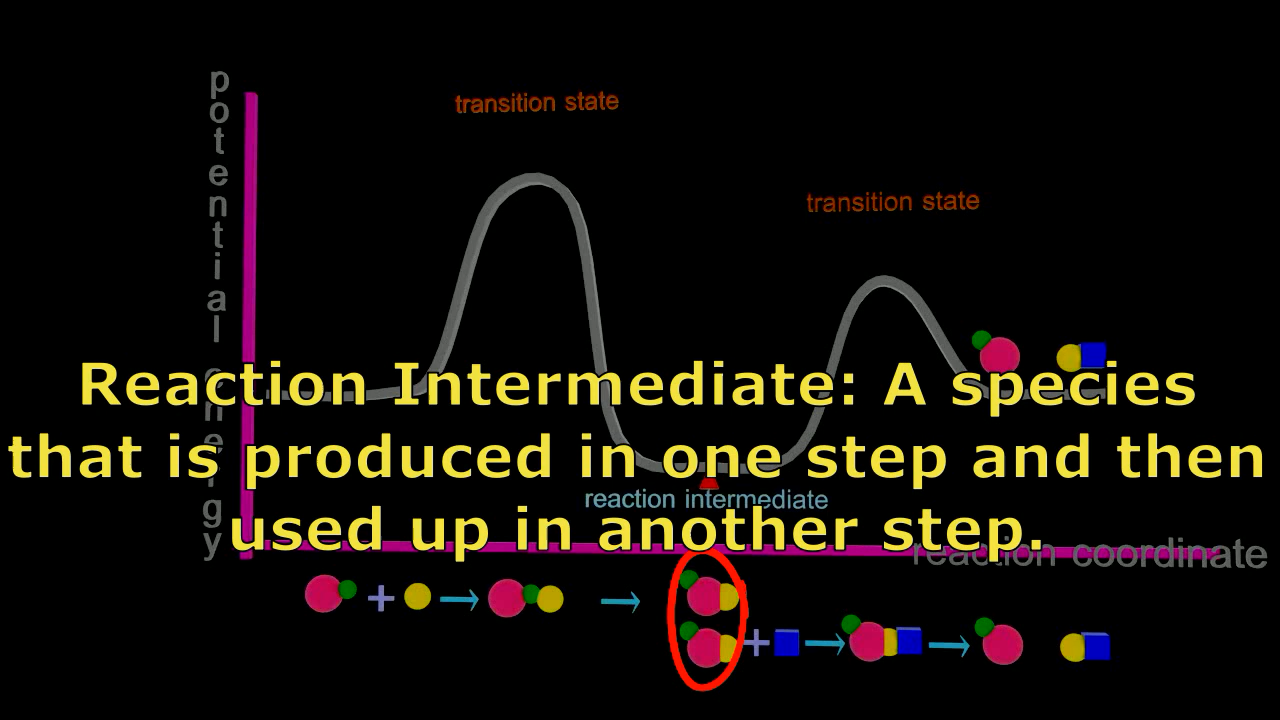 potential energy
transition state
transition state
Reaction Intermediate: A species
that is produced in one step and then
used up in another step.
reaction intermediate
reaction coordinate
+
+